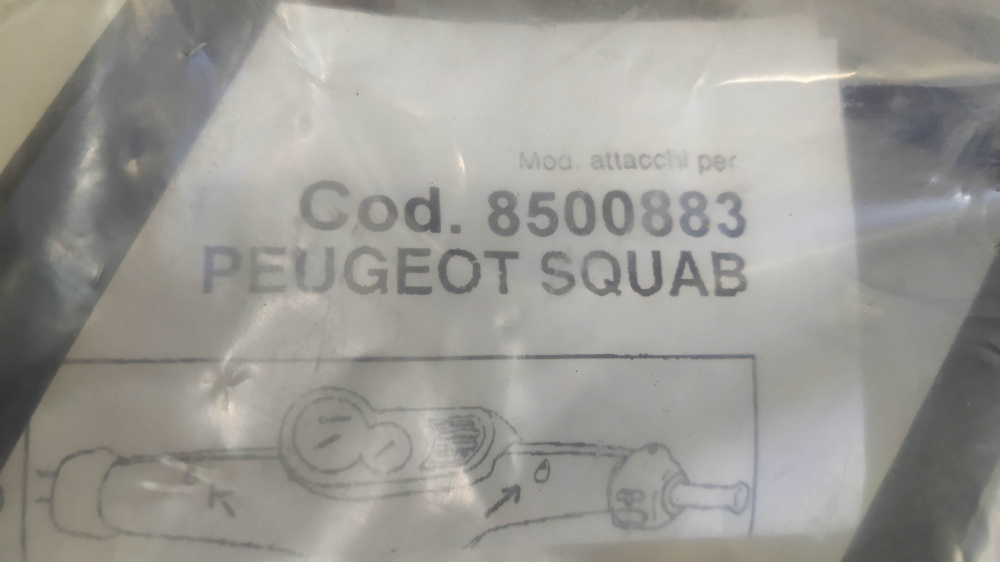 Mod. attacchi per
Cod. 8500883
PEUGEOT SQUAB